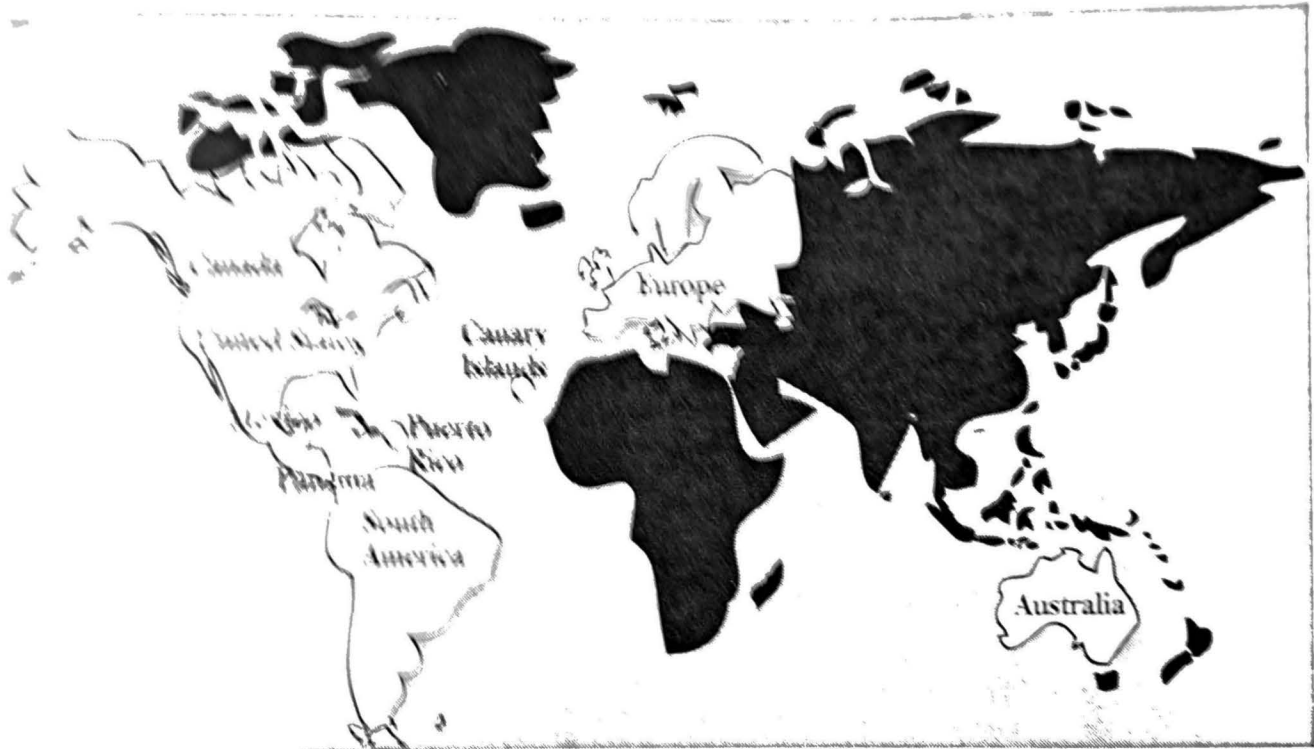 Canada
Europe
United States
Canary
Islands
Puerto
Rico
Panama
South
America
Australia